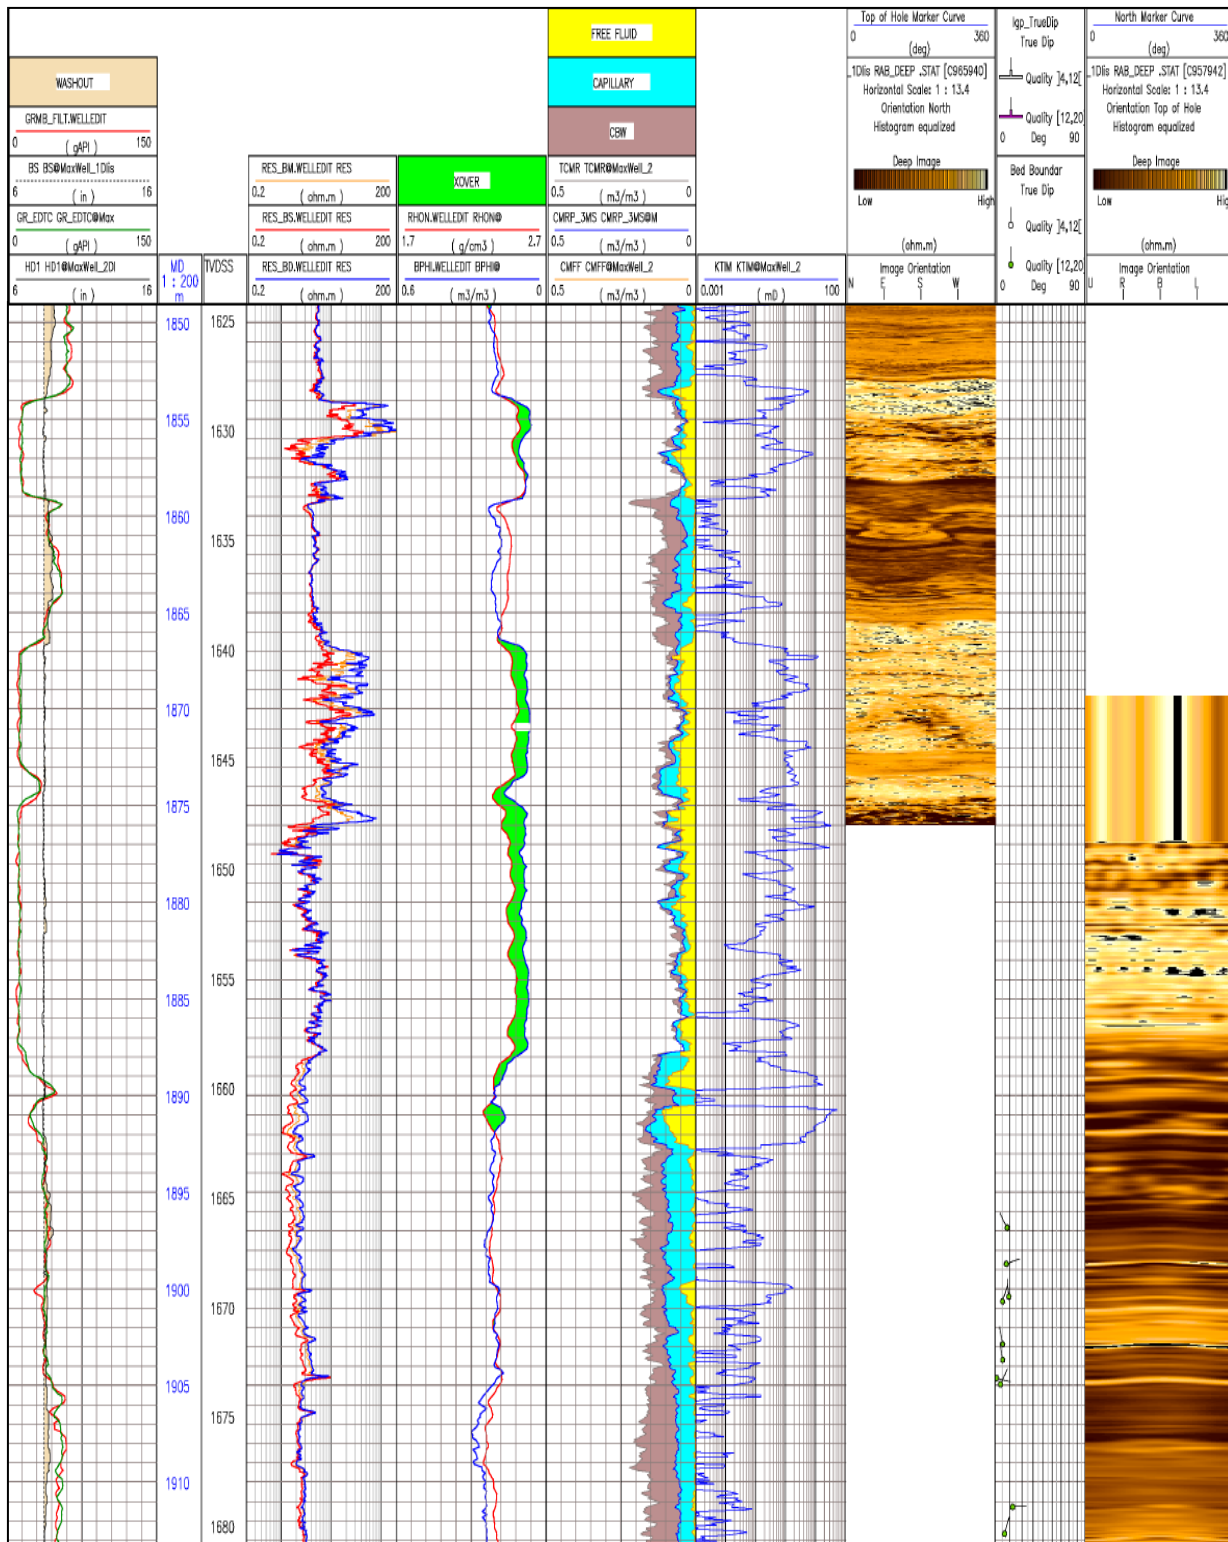 WASHOUT
GRMB_FILT.WELLEDIT
0 ( gAPI ) 150
BS BS@MaxWell_1Dlis
6 ( in ) 16
GR_EDTC GR_EDTC@Max
0 ( gAPI ) 150
HD1 HD1@MaxWell_2Dl
6 ( in ) 16
MD
1 : 200
m
TVDSS
RES_BM.WELLEDIT RES
0.2 ( ohm.m ) 200
RES_BS.WELLEDIT RES
0.2 ( ohm.m ) 200
RES_BD.WELLEDIT RES
0.2 ( ohm.m ) 200
XOVER
RHON.WELLEDIT RHON@
1.7 ( g/cm3 ) 2.7
BPHI.WELLEDIT BPHI@
0.6 ( m3/m3 ) 0
FREE FLUID
CAPILLARY
CBW
TCMR TCMR@MaxWell_2
0.5 ( m3/m3 ) 0
CMRP_3MS CMRP_3MS@M
0.5 ( m3/m3 ) 0
CMFF CMFF@MaxWell_2
0.5 ( m3/m3 ) 0
KTIM KTIM@MaxWell_2
0.001 ( mD ) 100
Top of Hole Marker Curve
0 360
(deg)
_1Dlis RAB_DEEP .STAT [C965940]
Horizontal Scale: 1 : 13.4
Orientation North
Histogram equalized
Deep Image
Low High
(ohm.m)
Image Orientation
N E S W
lgp_TrueDip
True Dip
Quality ]4,12[
Quality [12,20
0 Deg 90
Bed Boundar
True Dip
Quality ]4,12[
Quality [12,20
0 Deg 90
North Marker Curve
0 360
(deg)
_1Dlis RAB_DEEP .STAT [C957942]
Horizontal Scale: 1 : 13.4
Orientation Top of Hole
Histogram equalized
Deep Image
Low Hig
(ohm.m)
Image Orientation
U R B L
1850
1855
1860
1865
1870
1875
1880
1885
1890
1895
1900
1905
1910
1625
1630
1635
1640
1645
1650
1655
1660
1665
1670
1675
1680